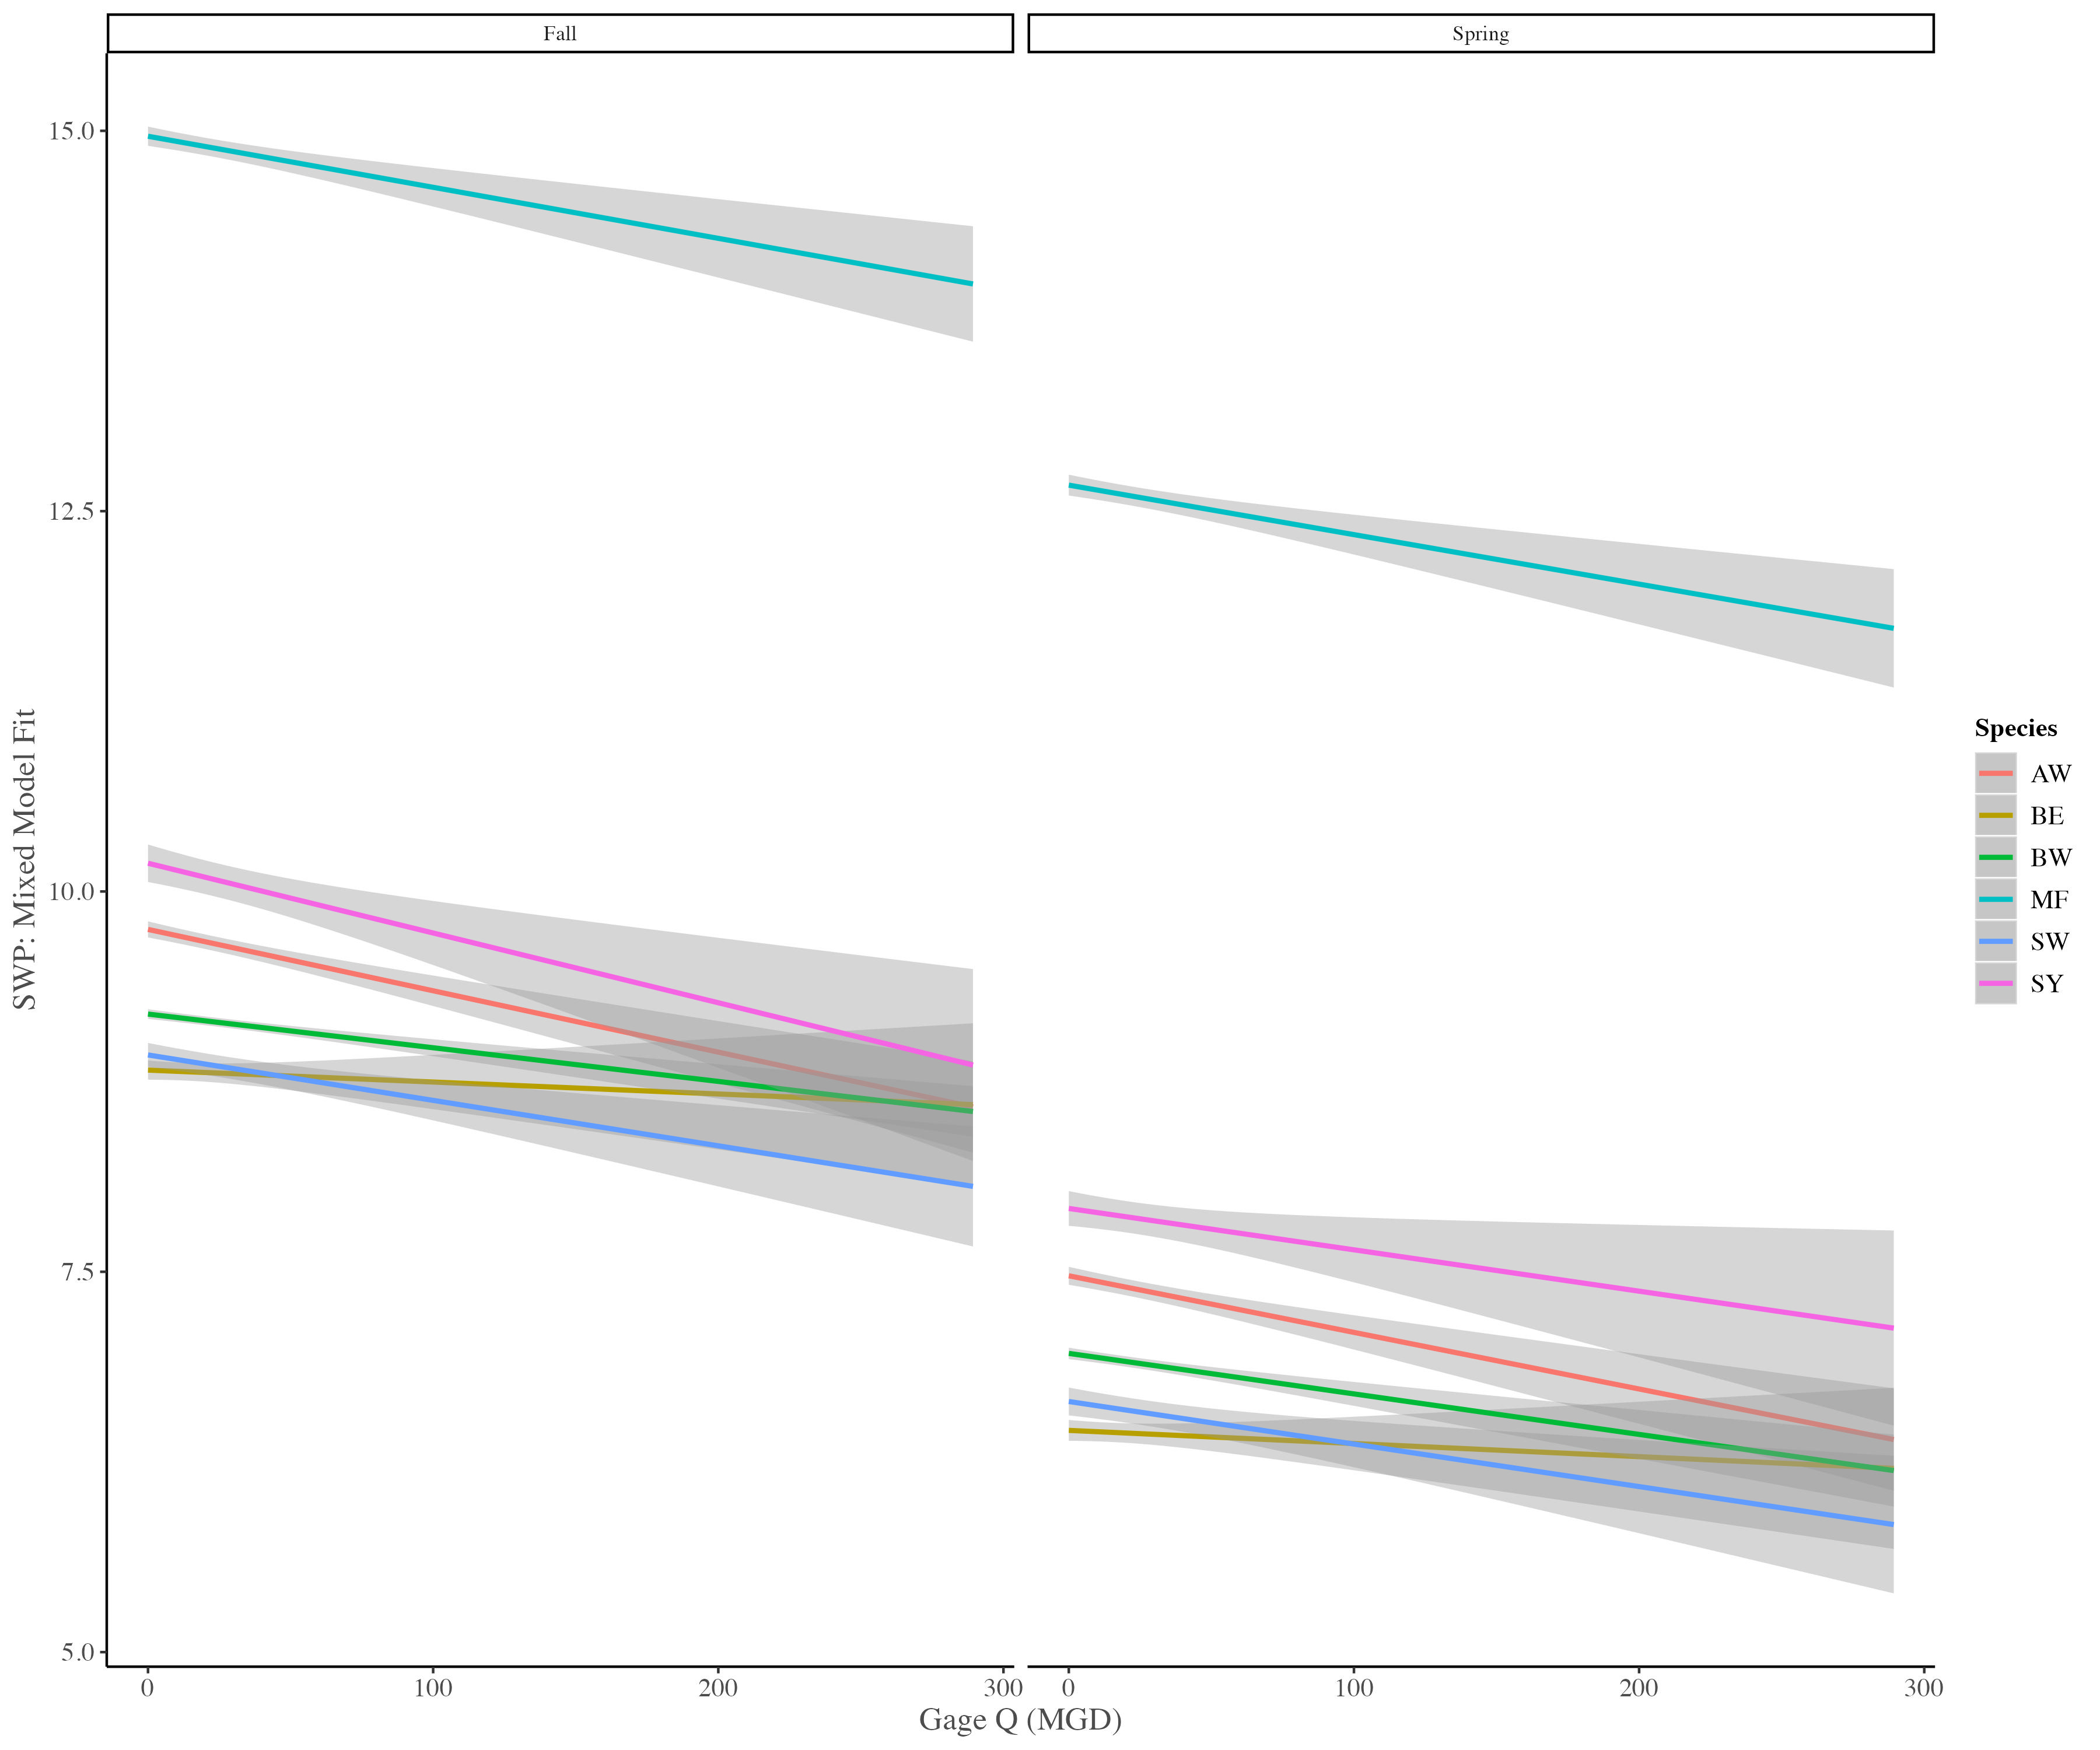 Fall
Spring
SWP: Mixed Model Fit
15.0
12.5
10.0
7.5
5.0
0
100
200
300
0
100
200
300
Gage Q (MGD)
Species
AW
BE
BW
MF
SW
SY